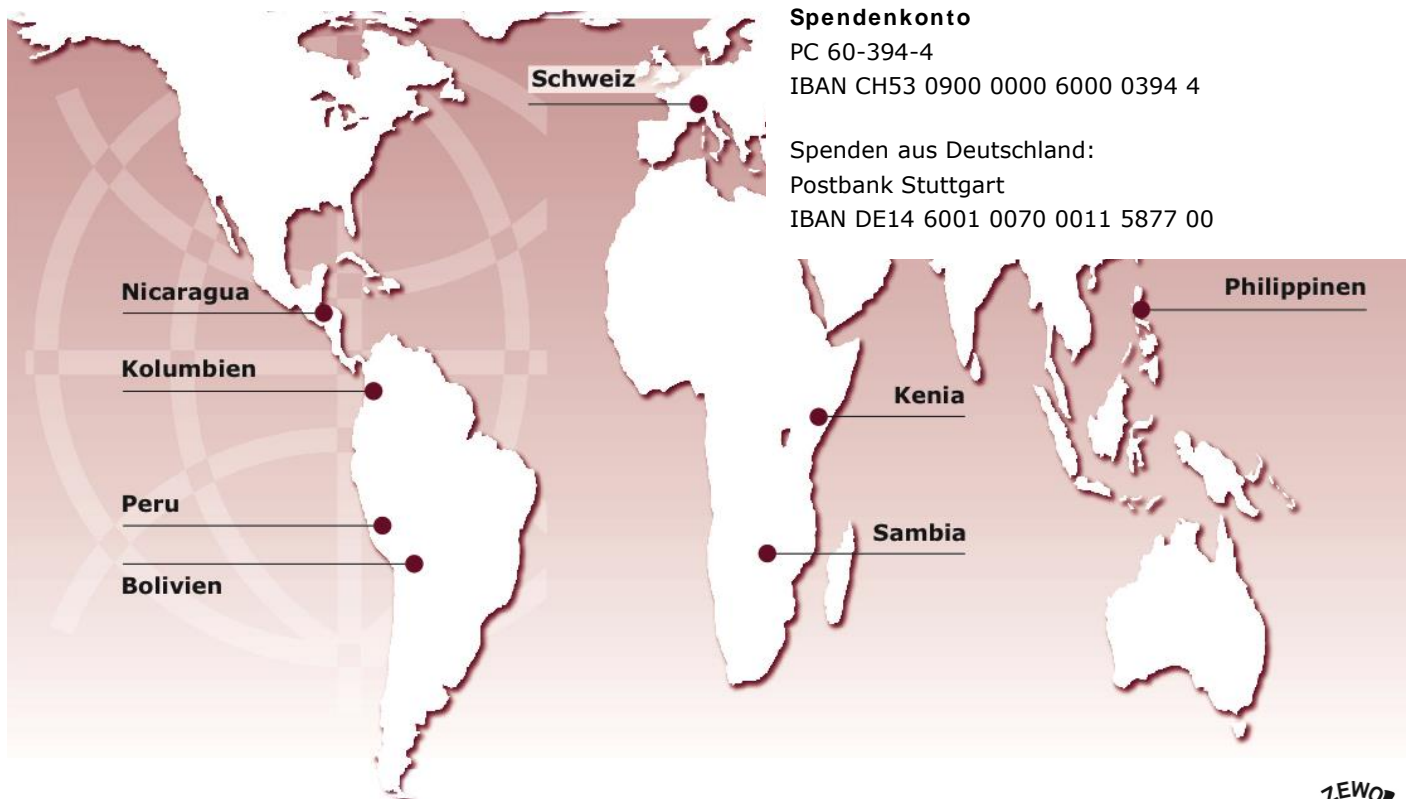 Spendenkonto
PC 60-394-4
IBAN CH53 0900 0000 6000 0394 4
Spenden aus Deutschland:
Postbank Stuttgart
IBAN DE14 6001 0070 0011 5877 00
Schweiz
Nicaragua
Philippinen
Kolumbien
Kenia
Peru
Sambia
Bolivien